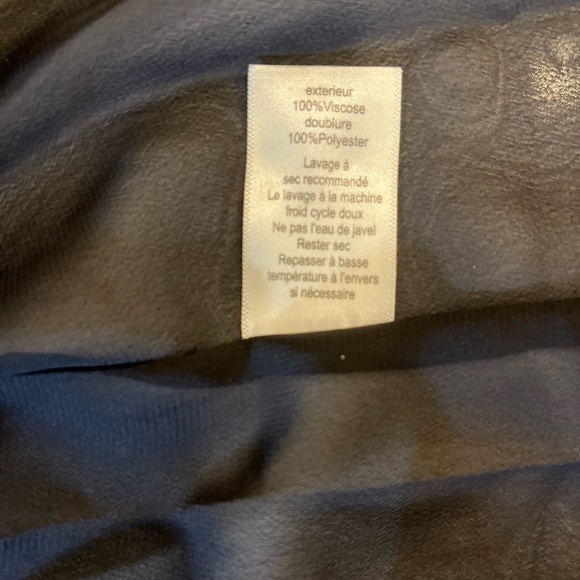 exterieur
100%Viscose
doublure
100%Polyester
Lavage à
sec recommandé
Le lavage à la machine
froid cycle doux
Ne pas l'eau de javel
Rester sec
Repasser à basse
température à l'envers
si nécessaire